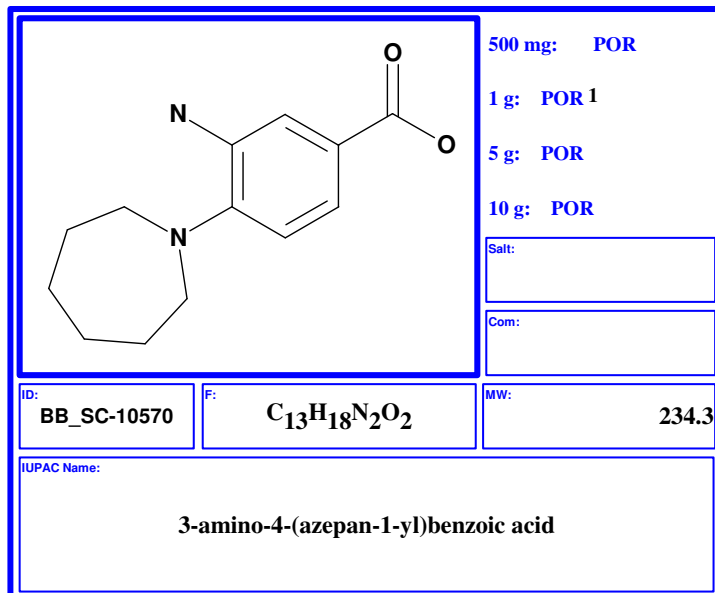 500 mg: POR
1 g: POR 1
5 g: POR
10 g: POR
O
N
O
N
Salt:
Com:
ID:
BB_SC-10570
F:
C13H18N2O2
MW:
234.3
IUPAC Name:
3-amino-4-(azepan-1-yl)benzoic acid